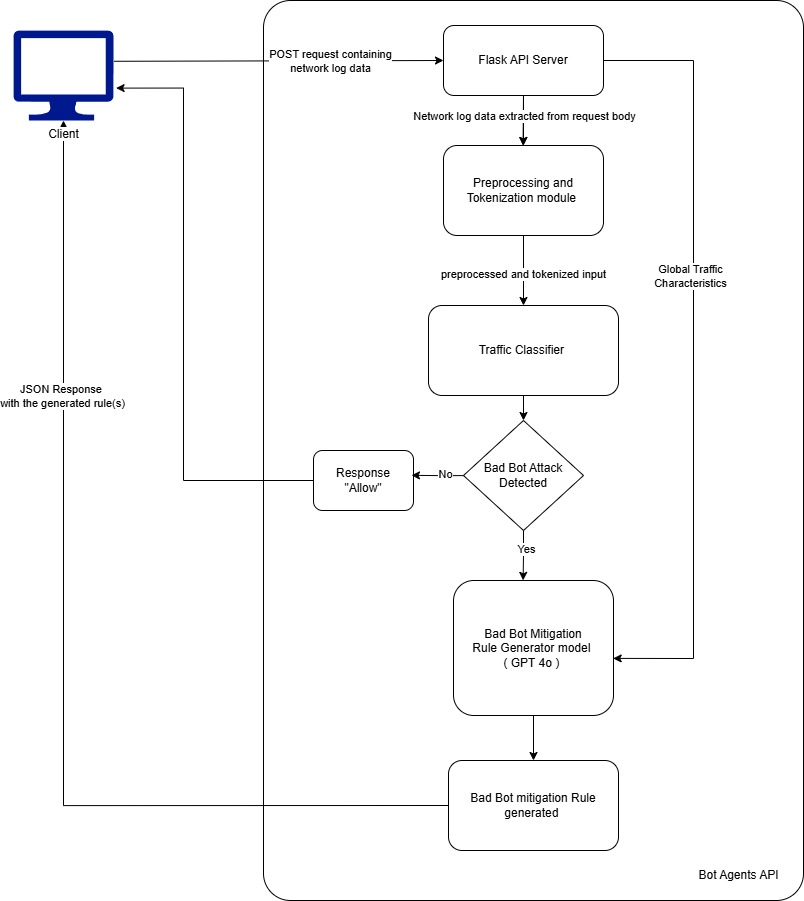 POST request containing
network log data
Flask API Server
Client
Network log data extracted from request body
Preprocessing and
Tokenization module
preprocessed and tokenized input
Global Traffic
Characteristics
Traffic Classifier
JSON Response
with the generated rule(s)
Response
"Allow"
No
Bad Bot Attack
Detected
Yes
Bad Bot Mitigation
Rule Generator model
( GPT 4o )
Bad Bot mitigation Rule
generated
Bot Agents API